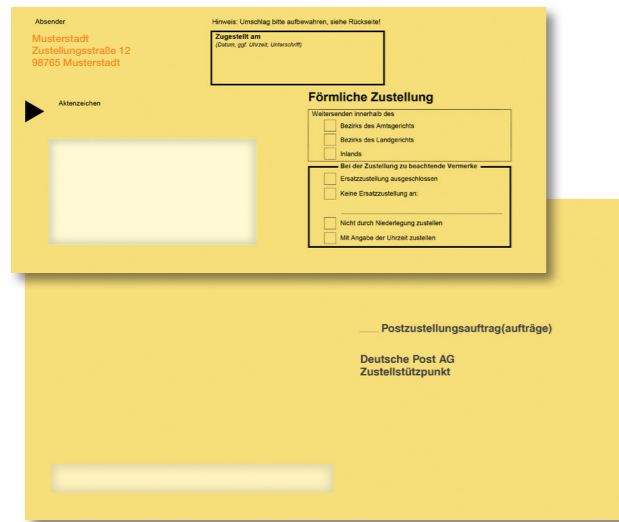 Absender
Hinweis: Umschlag bitte aufbewahren, siehe Rückseite!
Musterstadt
Zustellungsstraße 12
98765 Musterstadt
Zugestellt am
(Datum, ggf. Uhrzeit, Unterschrift)
Aktenzeichen
Förmliche Zustellung
Weitersenden innerhalb des
Bezirks des Amtsgerichts
Bezirks des Landgerichts
Inlands
Bei der Zustellung zu beachtende Vermerke
Ersatzzustellung ausgeschlossen
Keine Ersatzzustellung an:
Nicht durch Niederlegung zustellen
Mit Angabe der Uhrzeit zustellen
Postzustellungsauftrag(aufträge)
Deutsche Post AG
Zustellstützpunkt